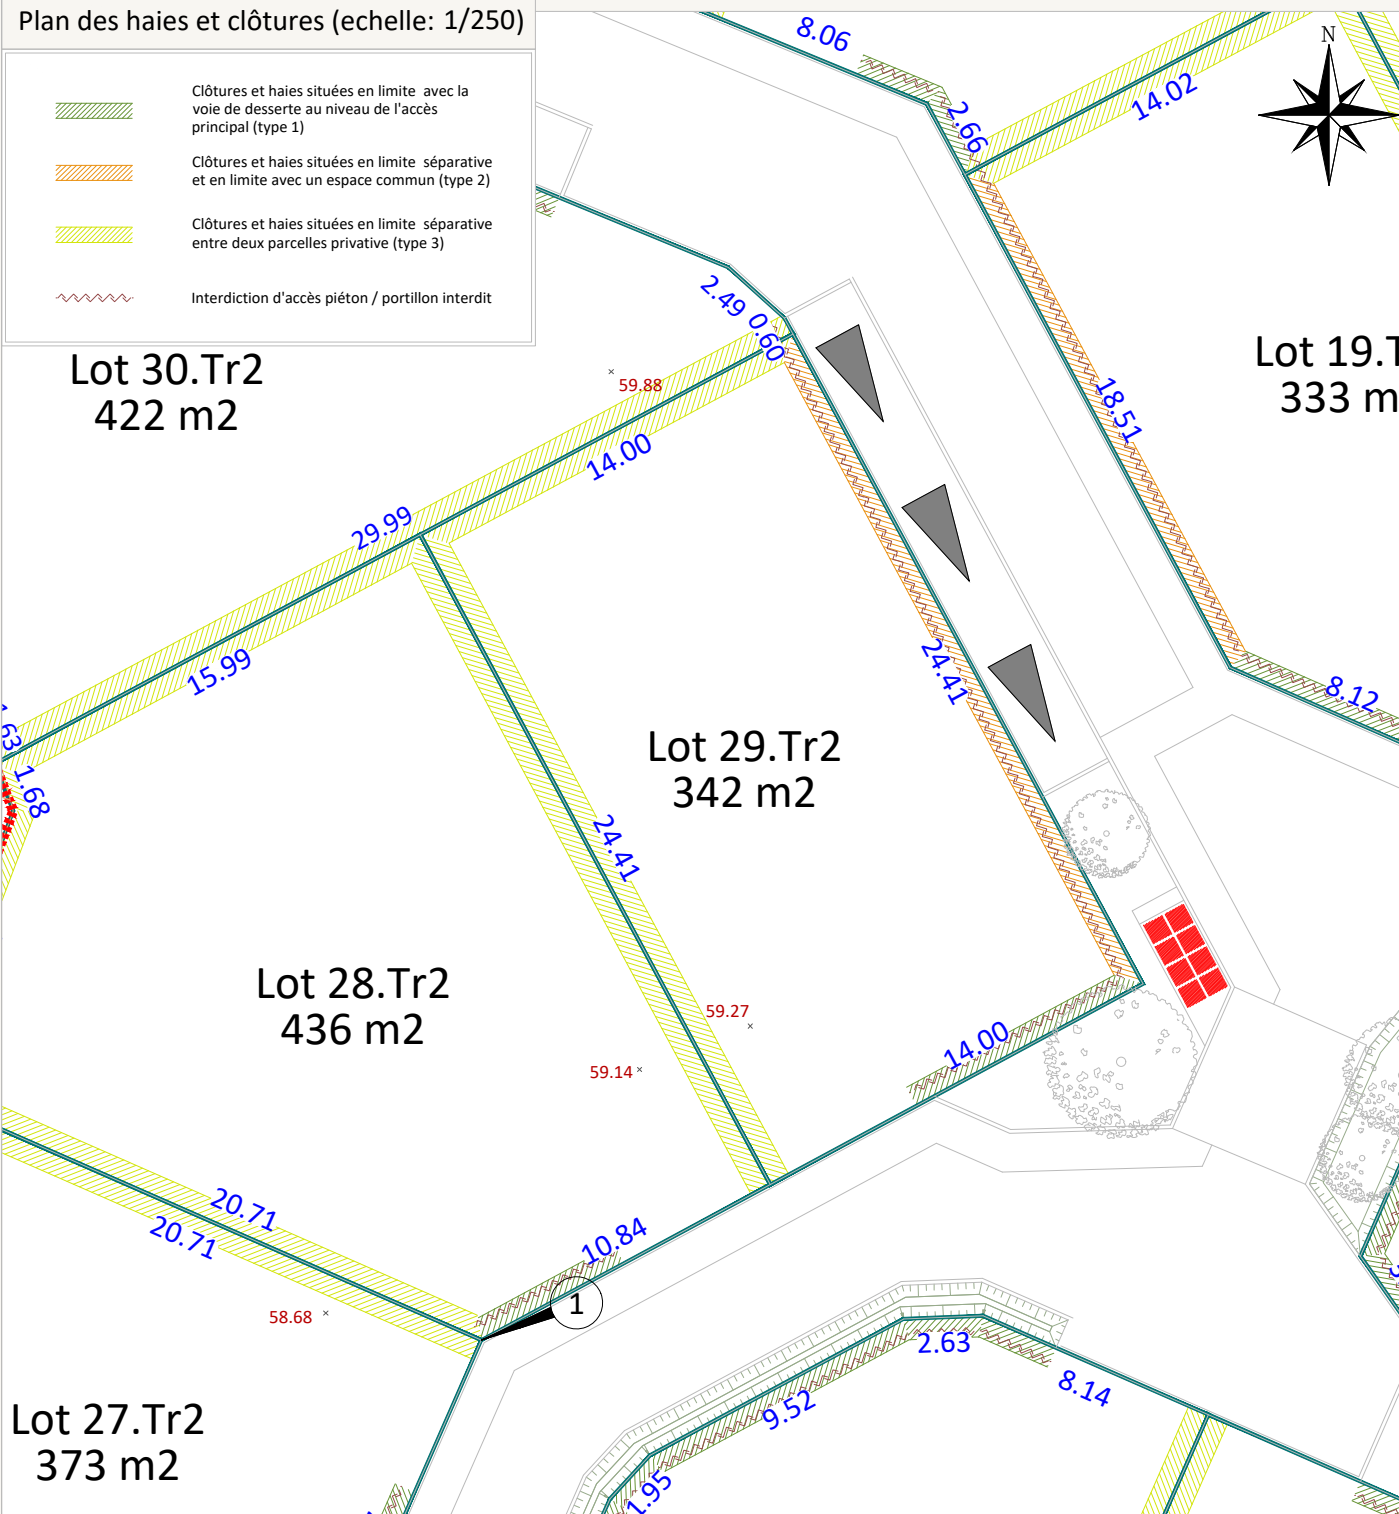 Plan des haies et clôtures (echelle: 1/250)
Clôtures et haies situées en limite avec la
voie de desserte au niveau de l'accès
principal (type 1)
Clôtures et haies situées en limite séparative
et en limite avec un espace commun (type 2)
Clôtures et haies situées en limite séparative
entre deux parcelles privative (type 3)
Interdiction d'accès piéton / portillon interdit
N
8.06
2.66
14.02
2.49
0.60
18.51
8.12
Lot 30.Tr2
422 m2
59.88
14.00
29.99
15.99
1.68
Lot 19.T
333 m
24.41
Lot 29.Tr2
342 m2
24.41
Lot 28.Tr2
436 m2
59.27
59.14
14.00
20.71
20.71
10.84
1
58.68
2.63
8.14
9.52
1.95
Lot 27.Tr2
373 m2